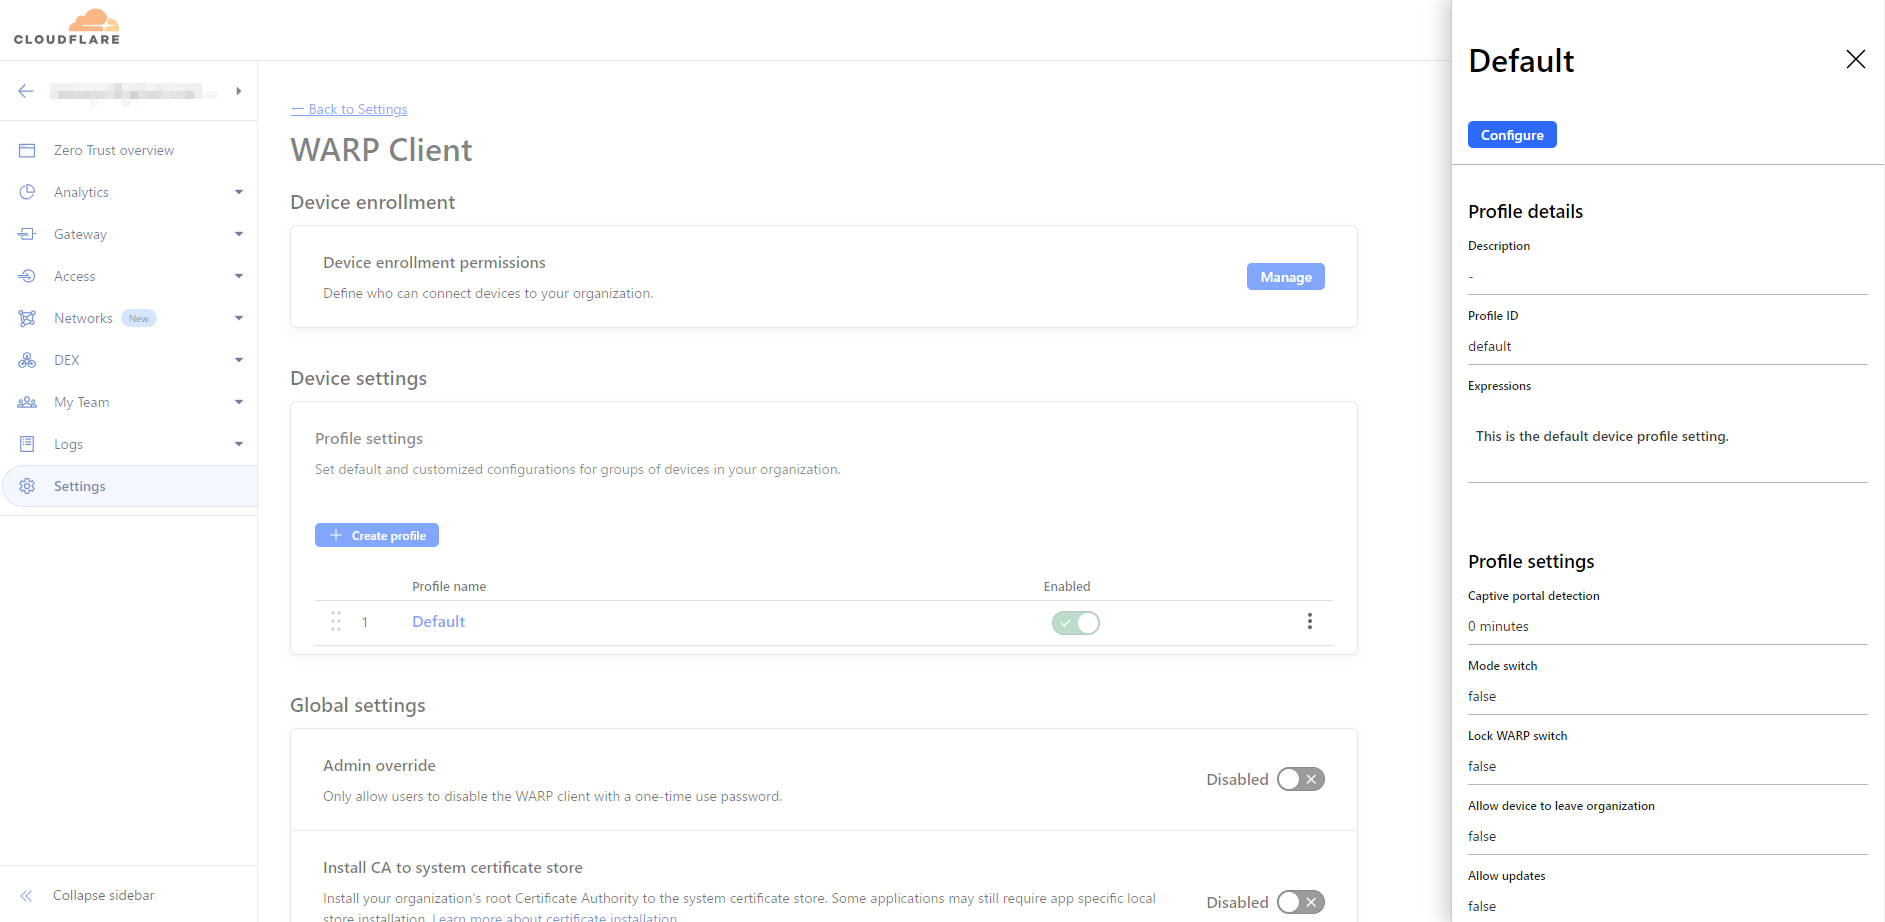 CLOUDFLARE
Zero Trust overview
Analytics
Gateway
Access
Networks New
DEX
My Team
Logs
Settings
Collapse sidebar
← Back to Settings
WARP Client
Device enrollment
Device enrollment permissions
Define who can connect devices to your organization.
Manage
Device settings
Profile settings
Set default and customized configurations for groups of devices in your organization.
+ Create profile
Profile name Enabled
1 Default
Global settings
Admin override
Only allow users to disable the WARP client with a one-time use password.
Disabled
Install CA to system certificate store
Install your organization's root Certificate Authority to the system certificate store. Some applications may still require app specific local
store installation. Learn more about certificate installation
Disabled
Default
Configure
Profile details
Description
-
Profile ID
default
Expressions
This is the default device profile setting.
Profile settings
Captive portal detection
0 minutes
Mode switch
false
Lock WARP switch
false
Allow device to leave organization
false
Allow updates
false